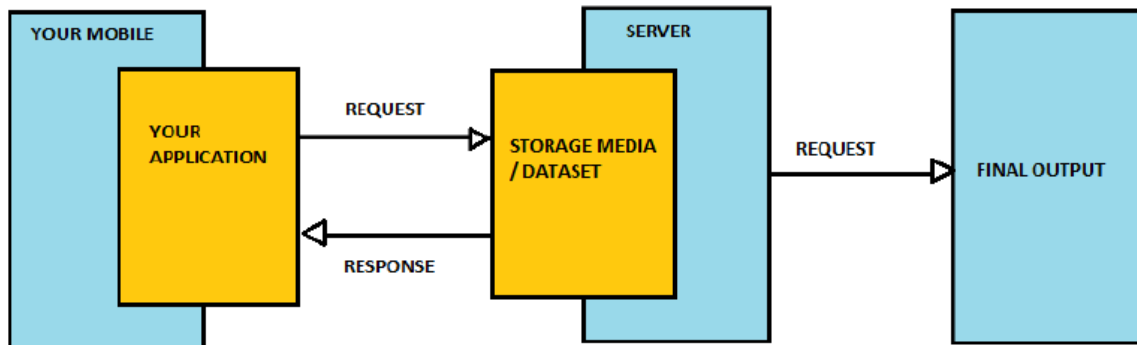 YOUR MOBILE
SERVER
REQUEST
YOUR
APPLICATION
STORAGE MEDIA
/ DATASET
REQUEST
FINAL OUTPUT
RESPONSE